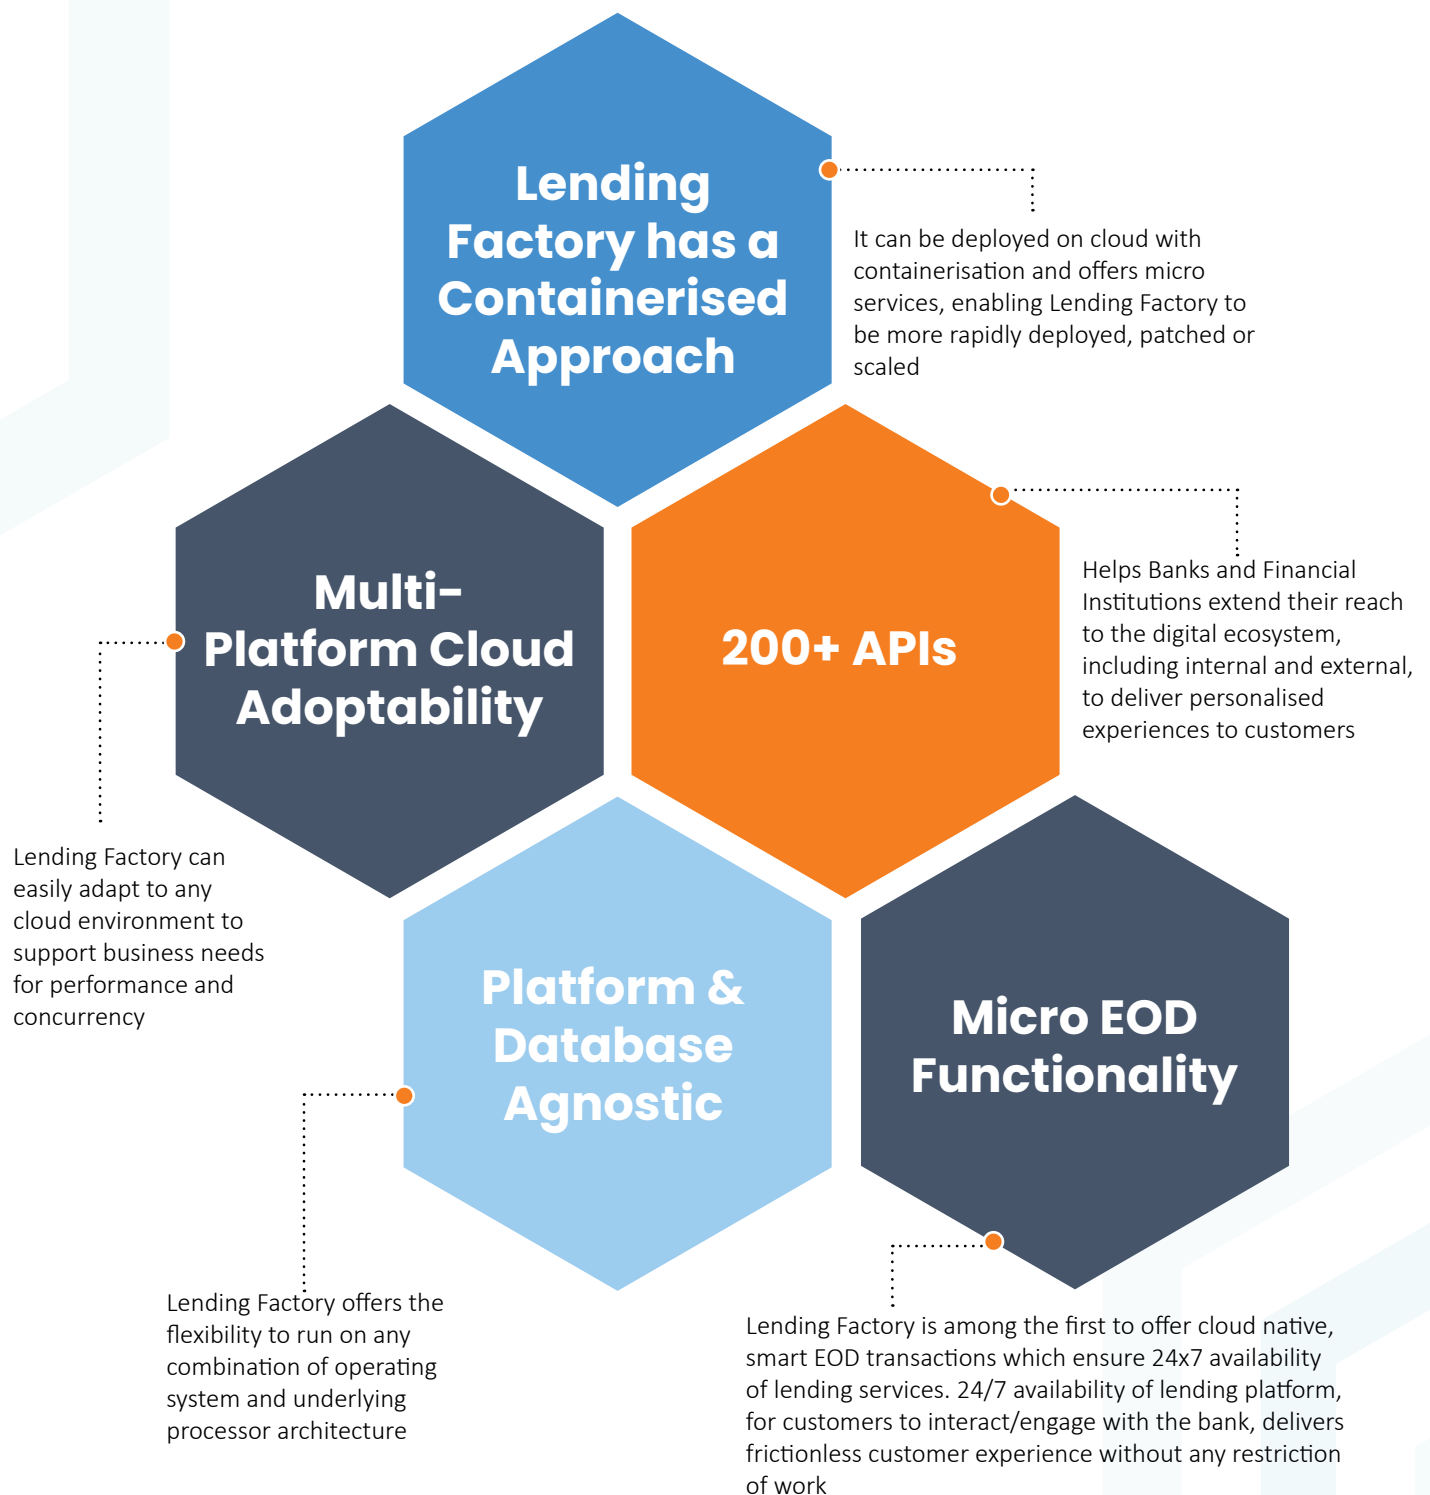 Lending
Factory has a
Containerised
Approach
It can be deployed on cloud with
containerisation and offers micro
services, enabling Lending Factory to
be more rapidly deployed, patched or
scaled
Multi-
Platform Cloud
Adoptability
200+ APIs
Helps Banks and Financial
Institutions extend their reach
to the digital ecosystem,
including internal and external,
to deliver personalised
experiences to customers
Lending Factory can
easily adapt to any
cloud environment to
support business needs
for performance and
concurrency
Platform &
Database
Agnostic
Micro EOD
Functionality
Lending Factory offers the
flexibility to run on any
combination of operating
system and underlying
processor architecture
Lending Factory is among the first to offer cloud native,
smart EOD transactions which ensure 24x7 availability
of lending services. 24/7 availability of lending platform,
for customers to interact/engage with the bank, delivers
frictionless customer experience without any restriction
of work